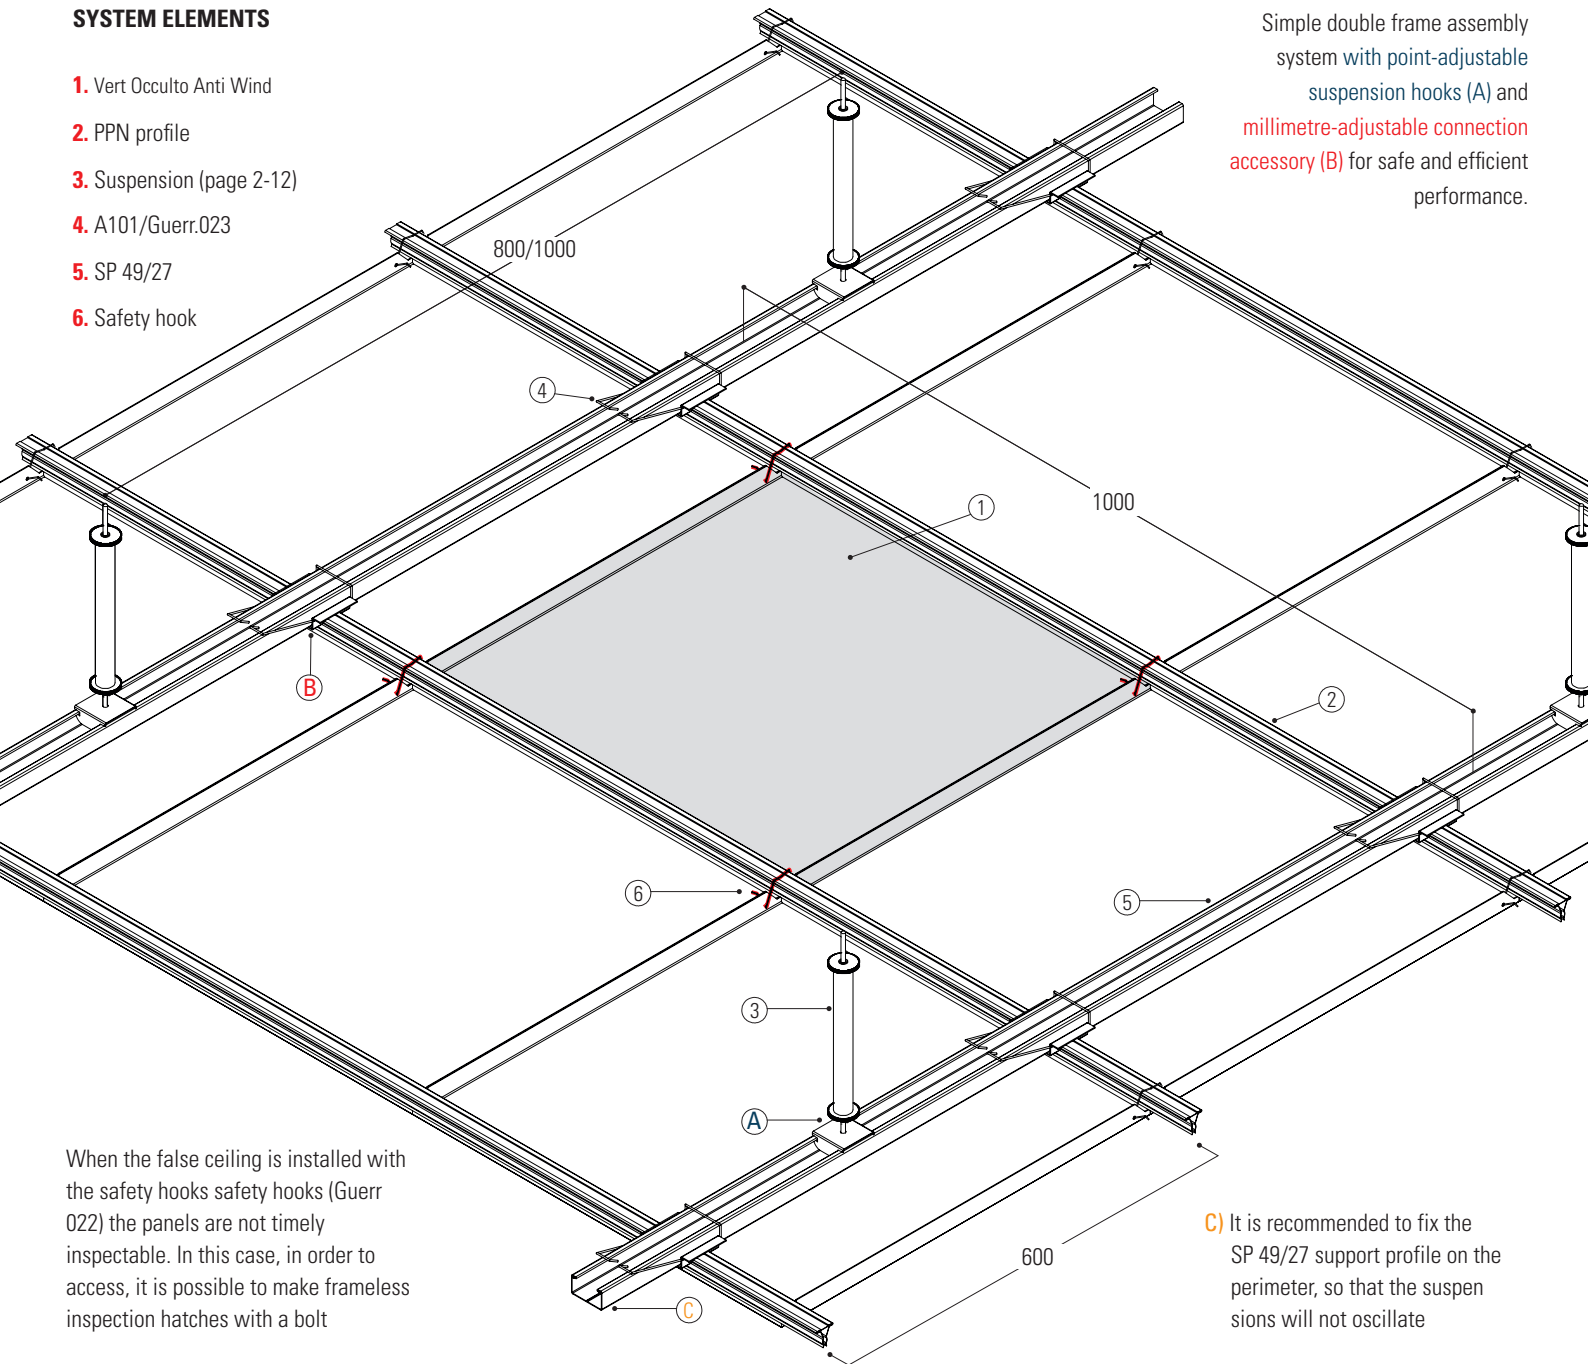 SYSTEM ELEMENTS
1. Vert Occulto Anti Wind
2. PPN profile
3. Suspension (page 2-12)
4. A101/Guerr.023
5. SP 49/27
6. Safety hook
Simple double frame assembly
system with point-adjustable
suspension hooks (A) and
millimetre-adjustable connection
accessory (B) for safe and efficient
performance.
800/1000
4
1
1000
B
2
6
5
3
A
600
C
When the false ceiling is installed with
the safety hooks safety hooks (Guerr
022) the panels are not timely
inspectable. In this case, in order to
access, it is possible to make frameless
inspection hatches with a bolt
C) It is recommended to fix the
SP 49/27 support profile on the
perimeter, so that the suspen
sions will not oscillate